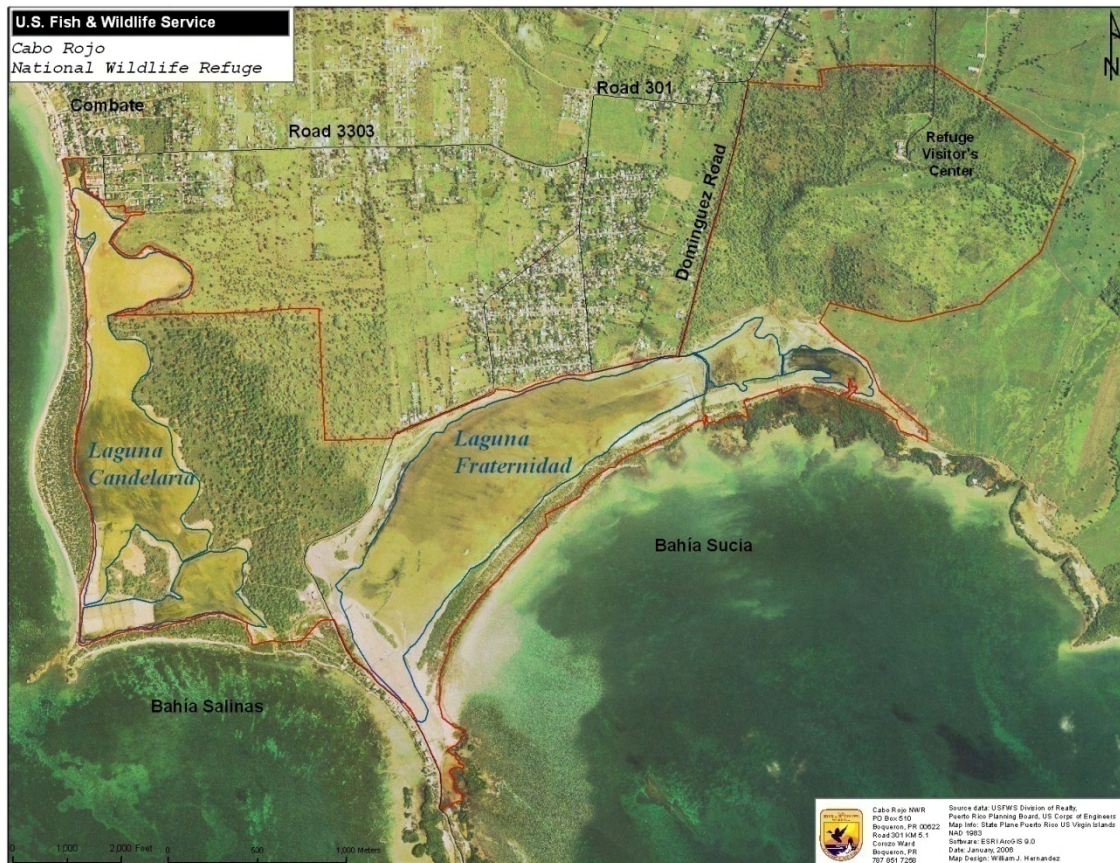 U.S. Fish & Wildlife Service
Cabo Rojo
National Wildlife Refuge
N
Combate
Road 3303
Road 301
Dominguez Road
Refuge
Visitor's
Center
Laguna
Candelaria
Laguna
Fraternidad
Bahía Sucia
Bahía Salinas
0 1,000 2,000 Feet
0 500 1,000 Meters
Cabo Rojo NWR
PO Box 510
Boqueron, PR 00622
Road 301 KM 5.1
Corozo Ward
Boqueron, PR
787 851 7258
Source data: USFWS Division of Realty,
Puerto Rico Planning Board, US Corps of Engineers
Map Info: State Plane Puerto Rico US Virgin Islands
NAD 1983
Software: ESRI ArcGIS 9.0
Date: January, 2006
Map Design: William J. Hernandez